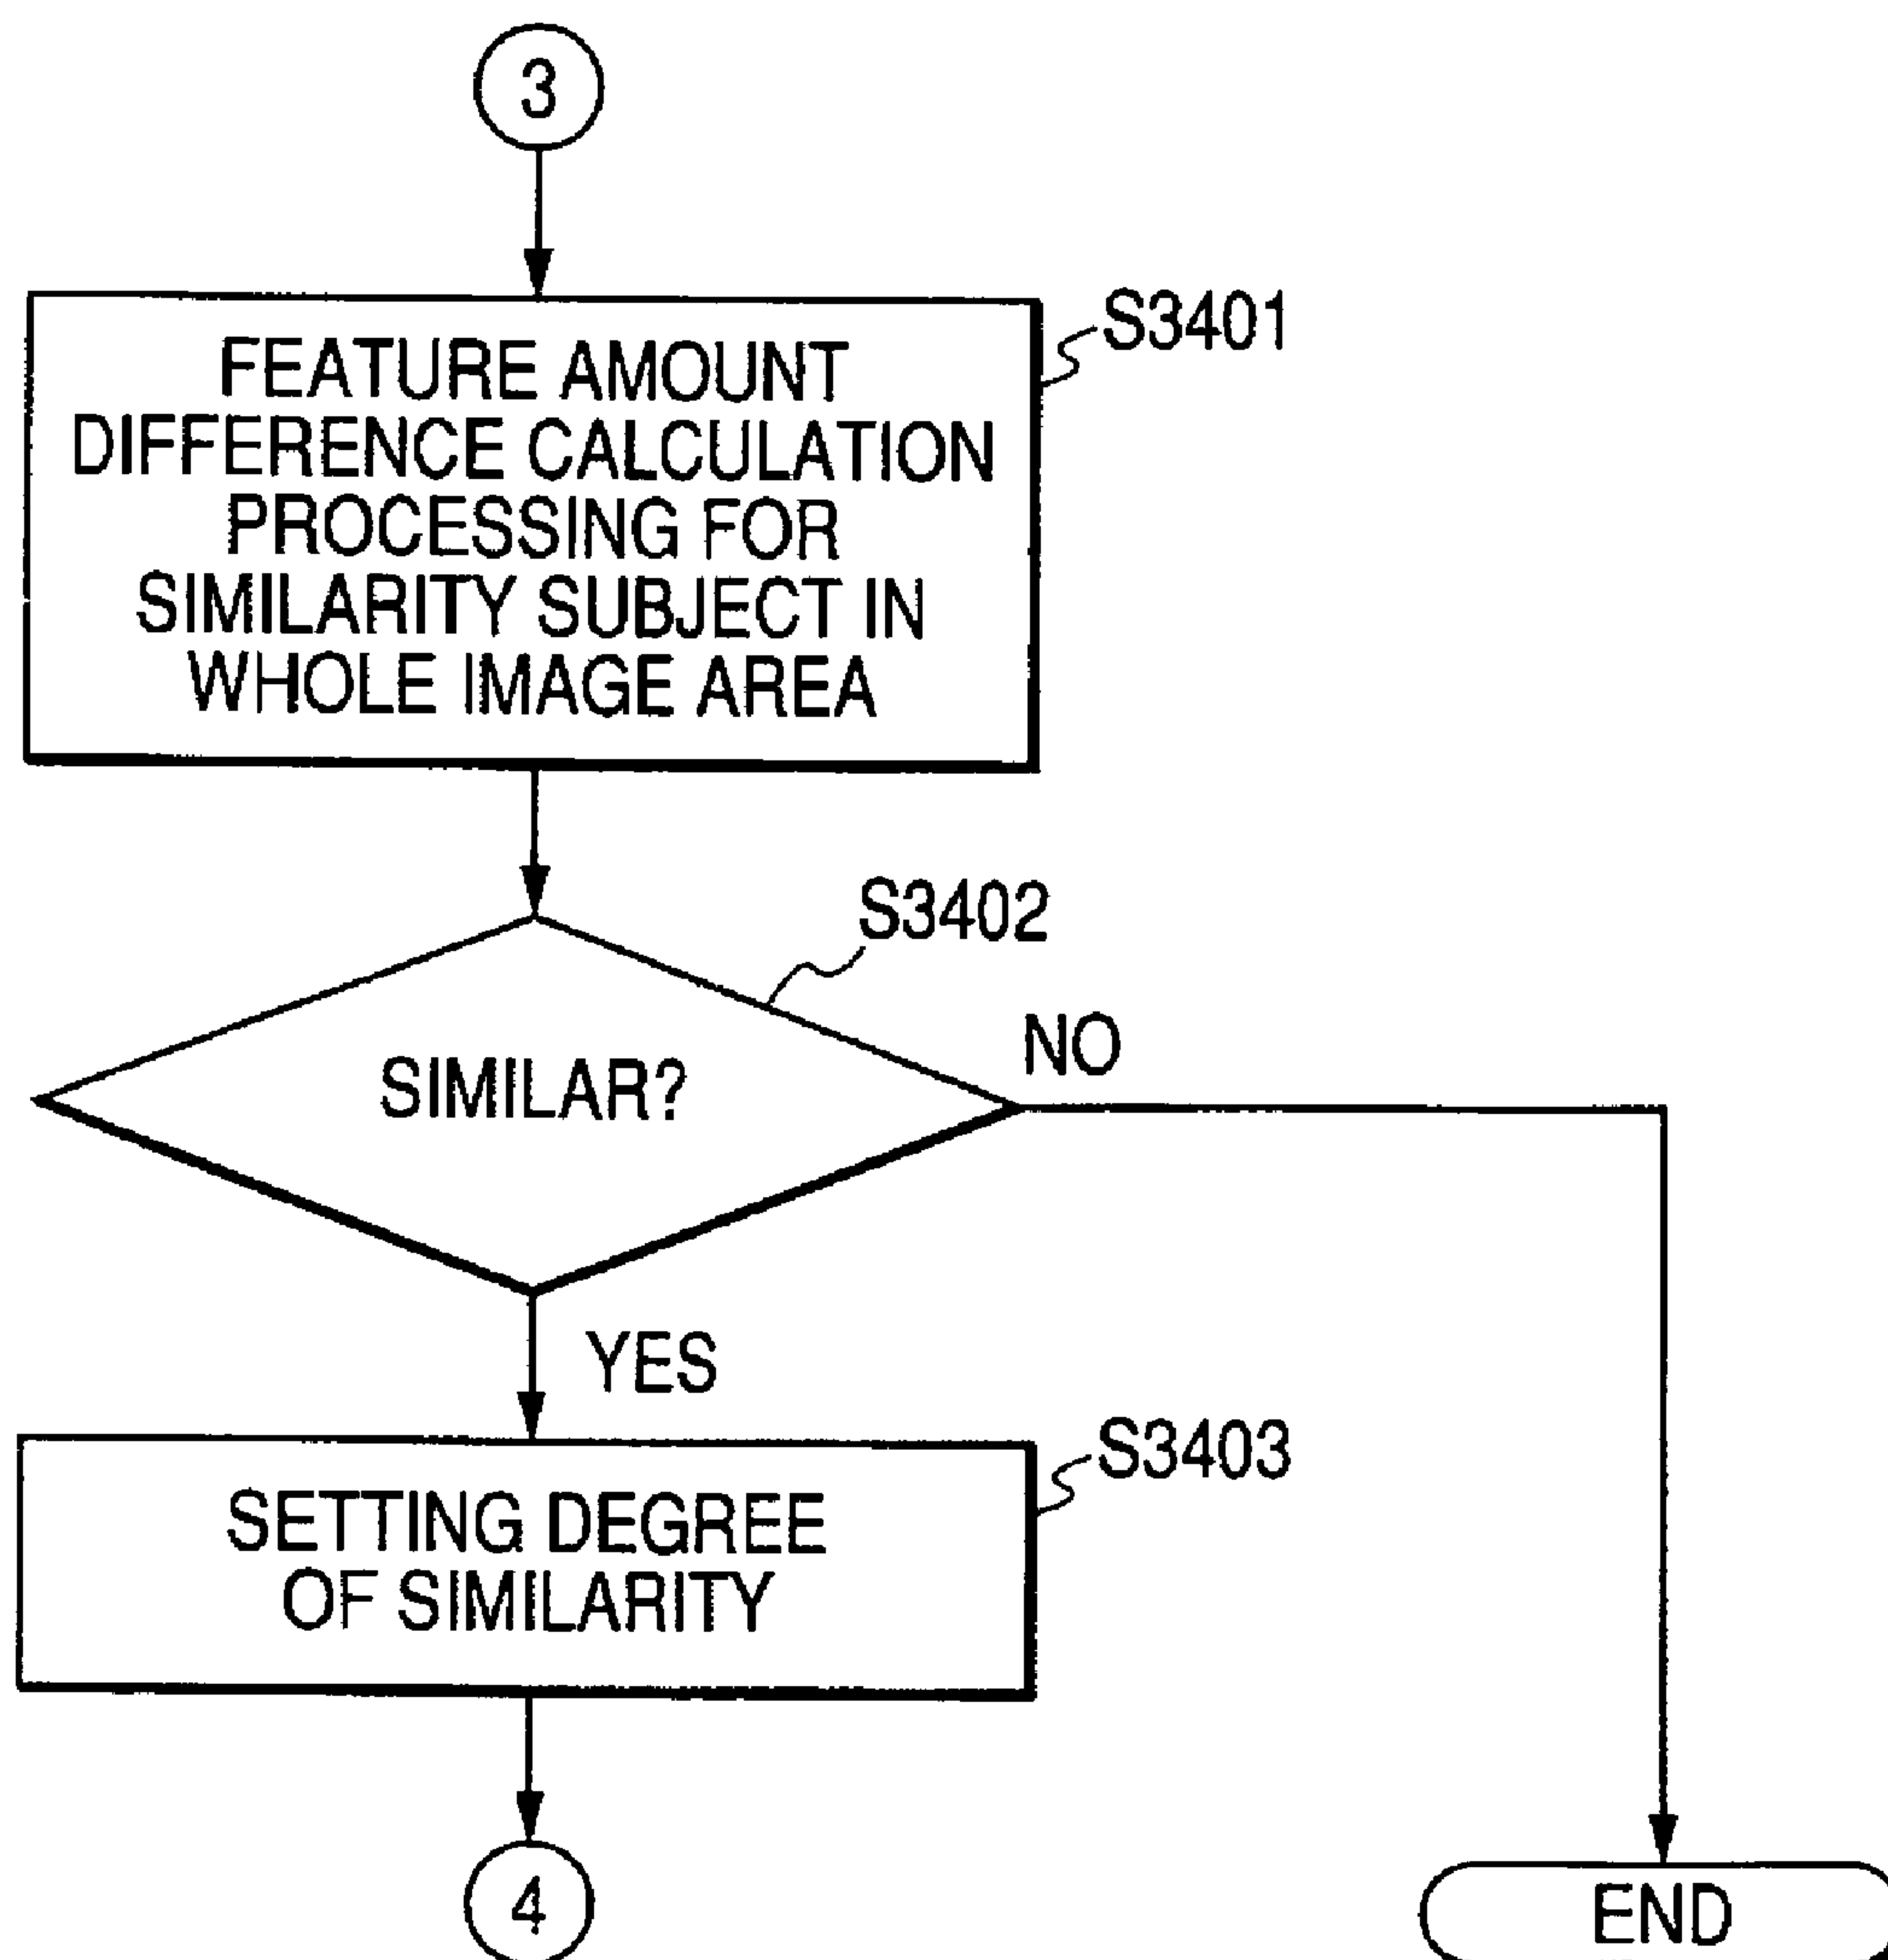 3
S3401
FEATURE AMOUNT
DIFFERENCE CALCULATION
PROCESSING FOR
SIMILARITY SUBJECT IN
WHOLE IMAGE AREA
S3402
NO
SIMILAR?
YES
S3403
SETTING DEGREE
OF SIMILARITY
4
END